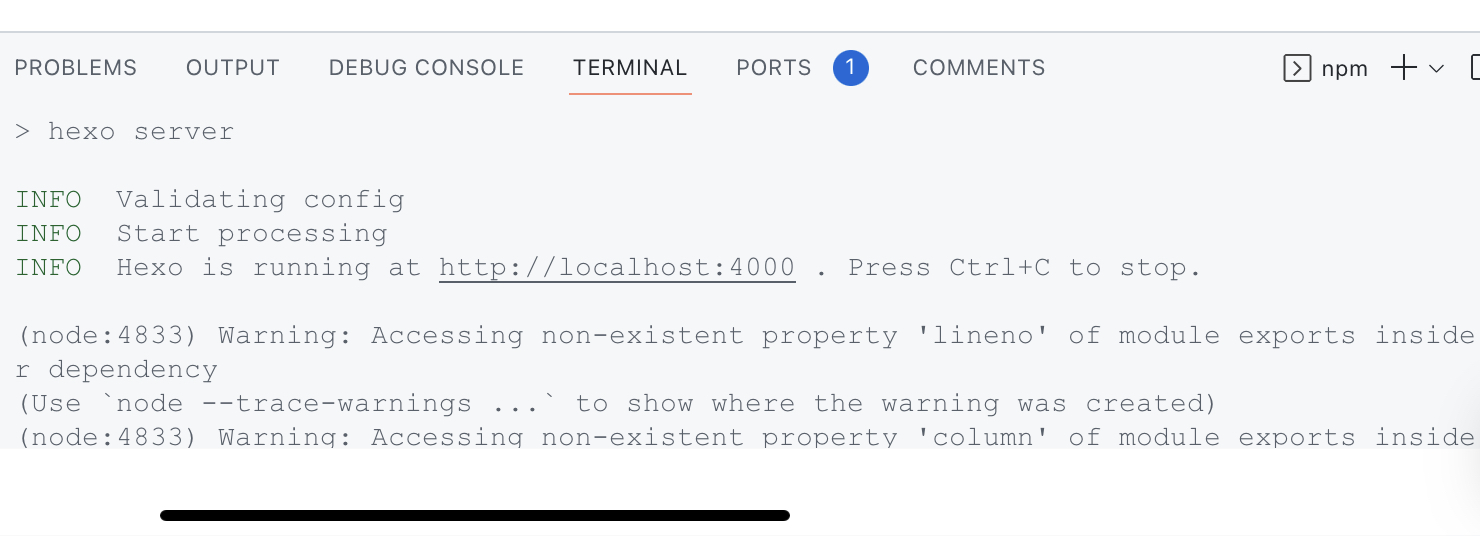 PROBLEMS OUTPUT DEBUG CONSOLE TERMINAL PORTS 1 COMMENTS npm
> hexo server
INFO  Validating config
INFO  Start processing
INFO  Hexo is running at http://localhost:4000 . Press Ctrl+C to stop.
(node:4833) Warning: Accessing non-existent property 'lineno' of module exports inside
r dependency
(Use `node --trace-warnings ...` to show where the warning was created)
(node:4833) Warning: Accessing non-existent property 'column' of module exports inside